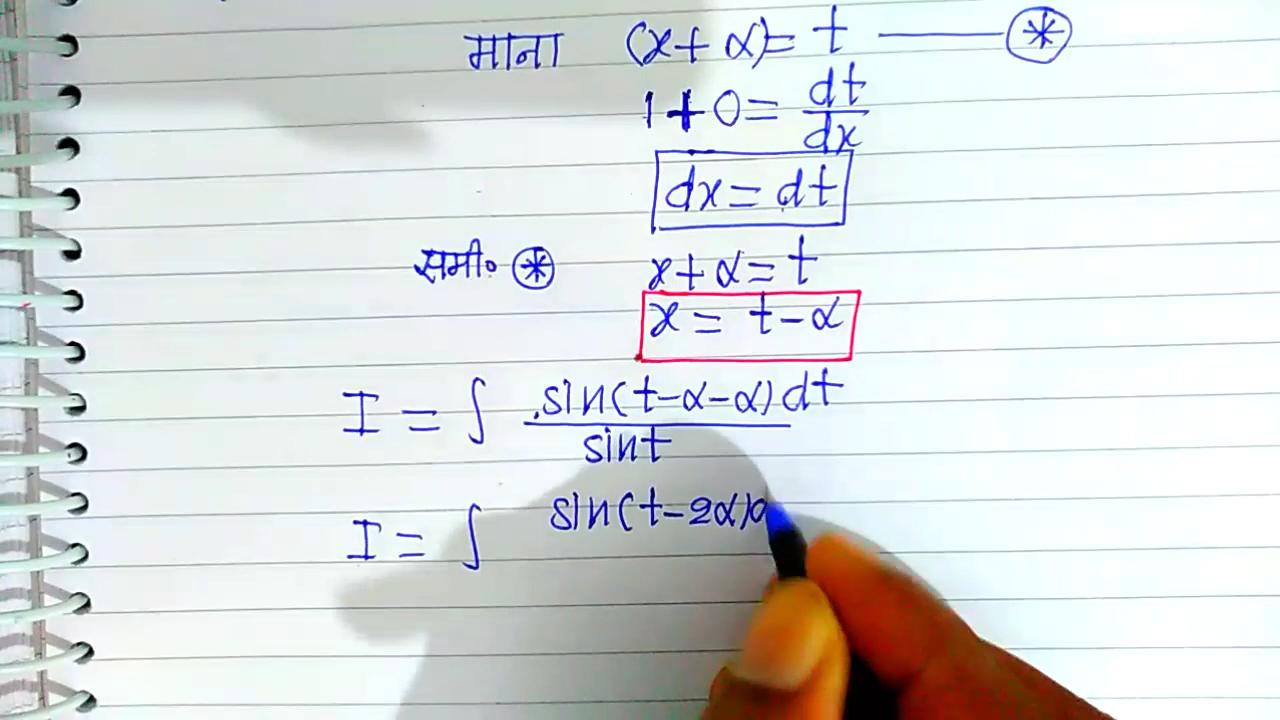 माना (x+α)= t ——— ⊛
1+0= dt/dx
dx= dt
समी० ⊛ x+α=t
x= t-α
I = ∫ sin(t-α-α)dt / sint
I = ∫ sin(t-2α)d